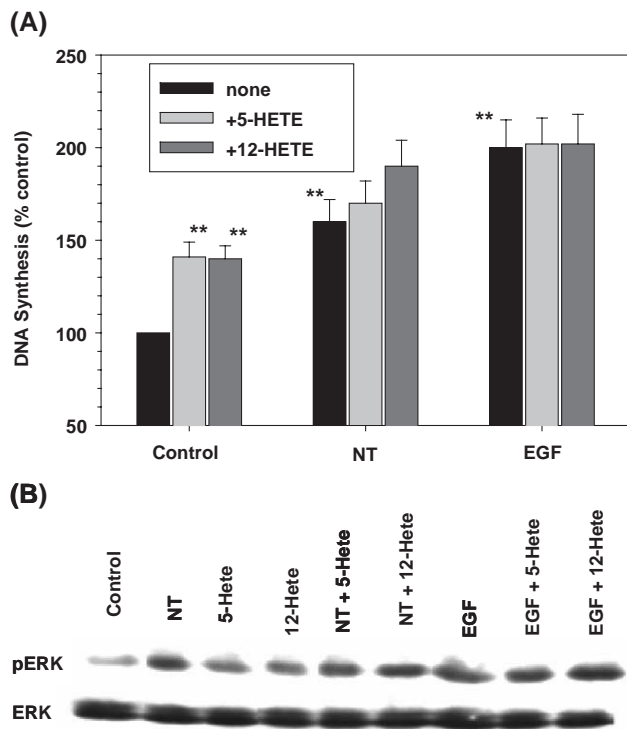 (A)
250
200
150
100
50
DNA Synthesis (% control)
none
+5-HETE
+12-HETE
**
**
**
**
Control
NT
EGF
(B)
Control
NT
5-Hete
12-Hete
NT + 5-Hete
NT + 12-Hete
EGF
EGF + 5-Hete
EGF + 12-Hete
pERK
ERK